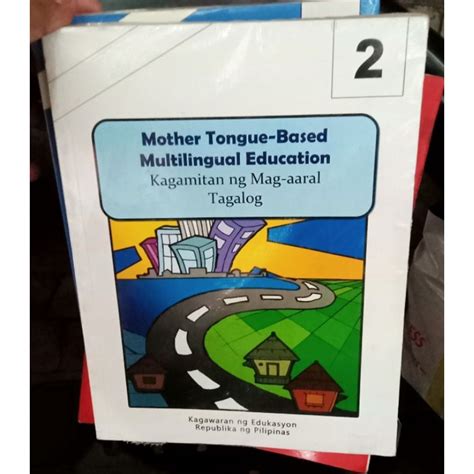 2
Mother Tongue-Based
Multilingual Education
Kagamitan ng Mag-aaral
Tagalog
Kagawaran ng Edukasyon
Republika ng Pilipinas